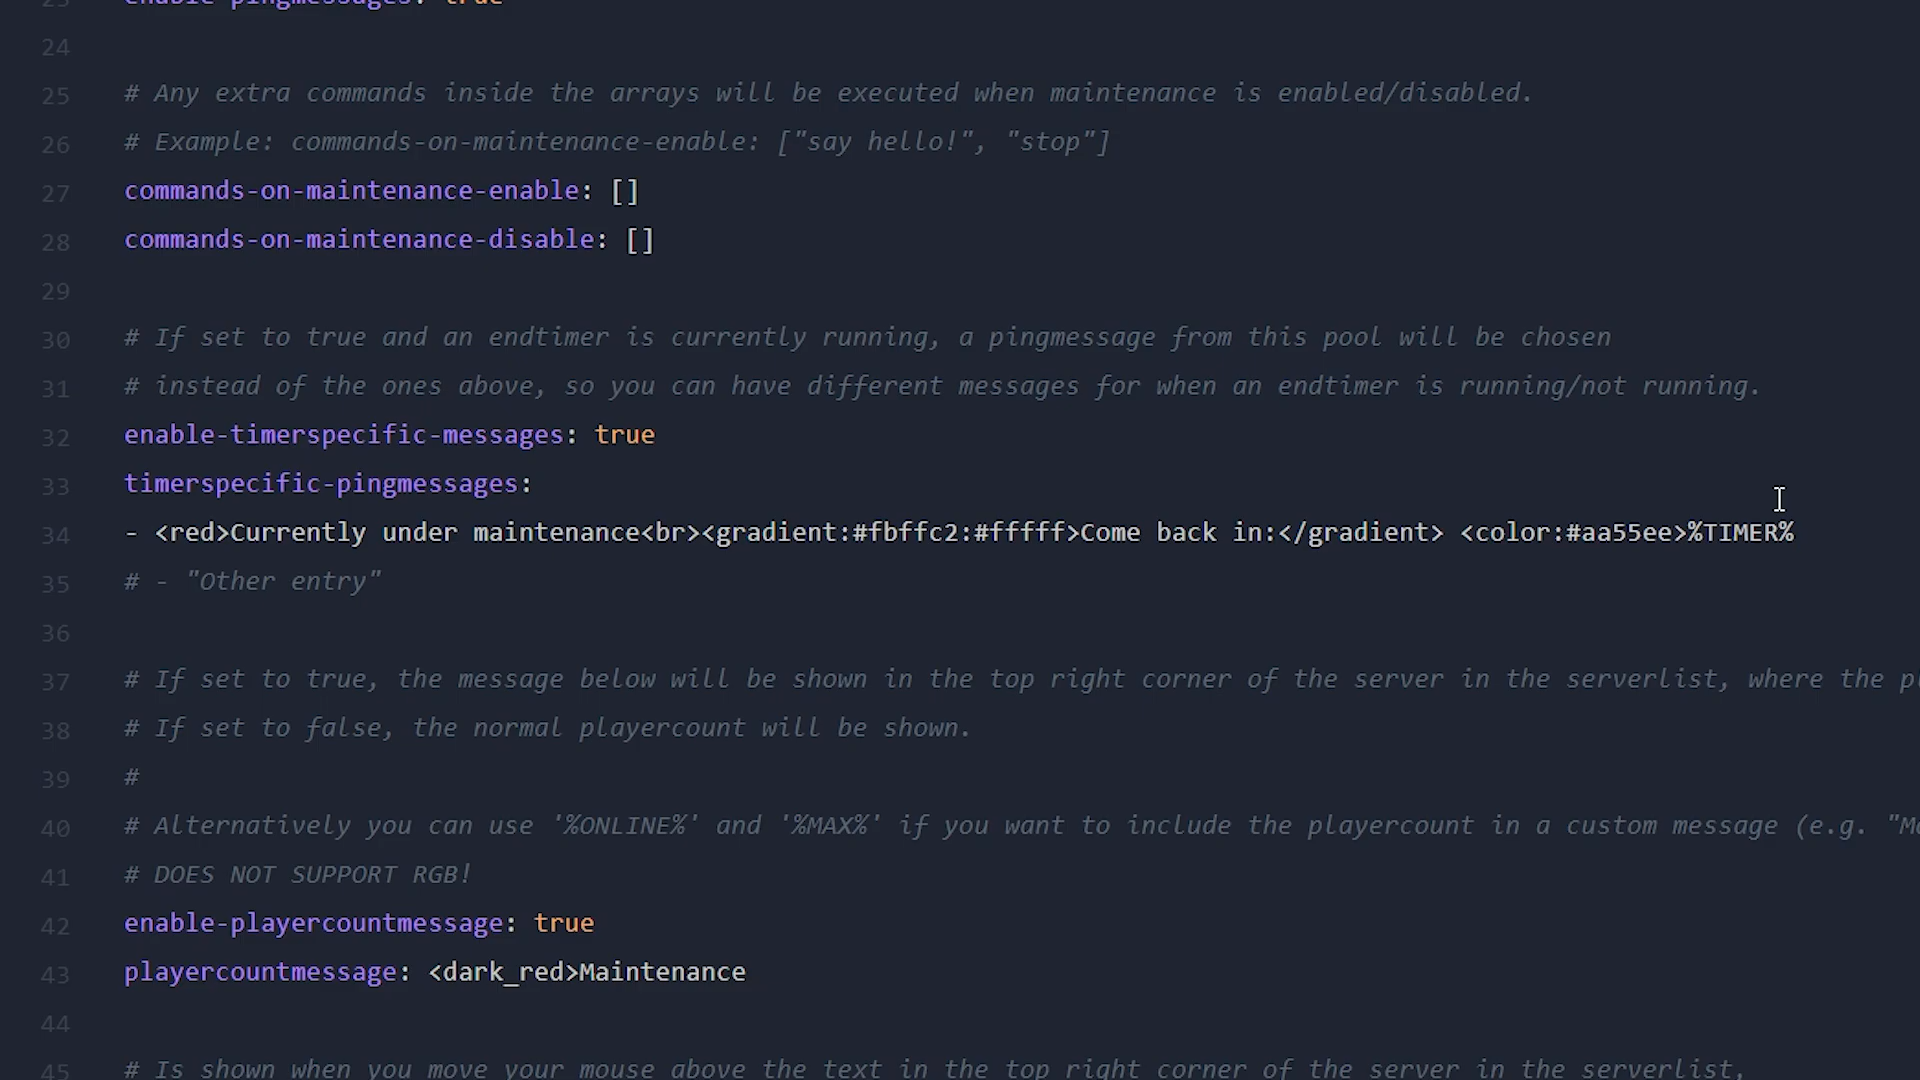 23 enable-pingmessages: true
24
25 # Any extra commands inside the arrays will be executed when maintenance is enabled/disabled.
26 # Example: commands-on-maintenance-enable: ["say hello!", "stop"]
27 commands-on-maintenance-enable: []
28 commands-on-maintenance-disable: []
29
30 # If set to true and an endtimer is currently running, a pingmessage from this pool will be chosen
31 # instead of the ones above, so you can have different messages for when an endtimer is running/not running.
32 enable-timerspecific-messages: true
33 timerspecific-pingmessages:
34 - <red>Currently under maintenance<br><gradient:#fbffc2:#fffff>Come back in:</gradient> <color:#aa55ee>%TIMER%
35 # - "Other entry"
36
37 # If set to true, the message below will be shown in the top right corner of the server in the serverlist, where the
38 # If set to false, the normal playercount will be shown.
39 #
40 # Alternatively you can use '%ONLINE%' and '%MAX%' if you want to include the playercount in a custom message (e.g.
41 # DOES NOT SUPPORT RGB!
42 enable-playercountmessage: true
43 playercountmessage: <dark_red>Maintenance
44
45 # Is shown when you move your mouse above the text in the top right corner of the server in the serverlist,